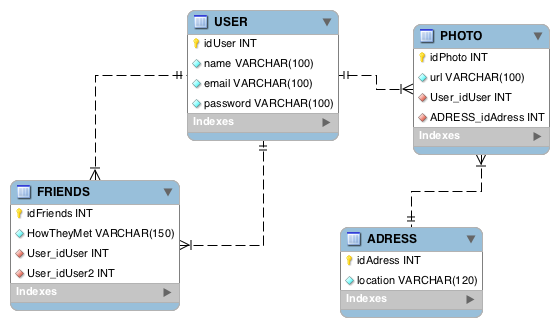 USER
idUser INT
name VARCHAR(100)
email VARCHAR(100)
password VARCHAR(100)
Indexes
PHOTO
idPhoto INT
url VARCHAR(100)
User_idUser INT
ADRESS_idAdress INT
Indexes
FRIENDS
idFriends INT
HowTheyMet VARCHAR(150)
User_idUser INT
User_idUser2 INT
Indexes
ADRESS
idAdress INT
location VARCHAR(120)
Indexes